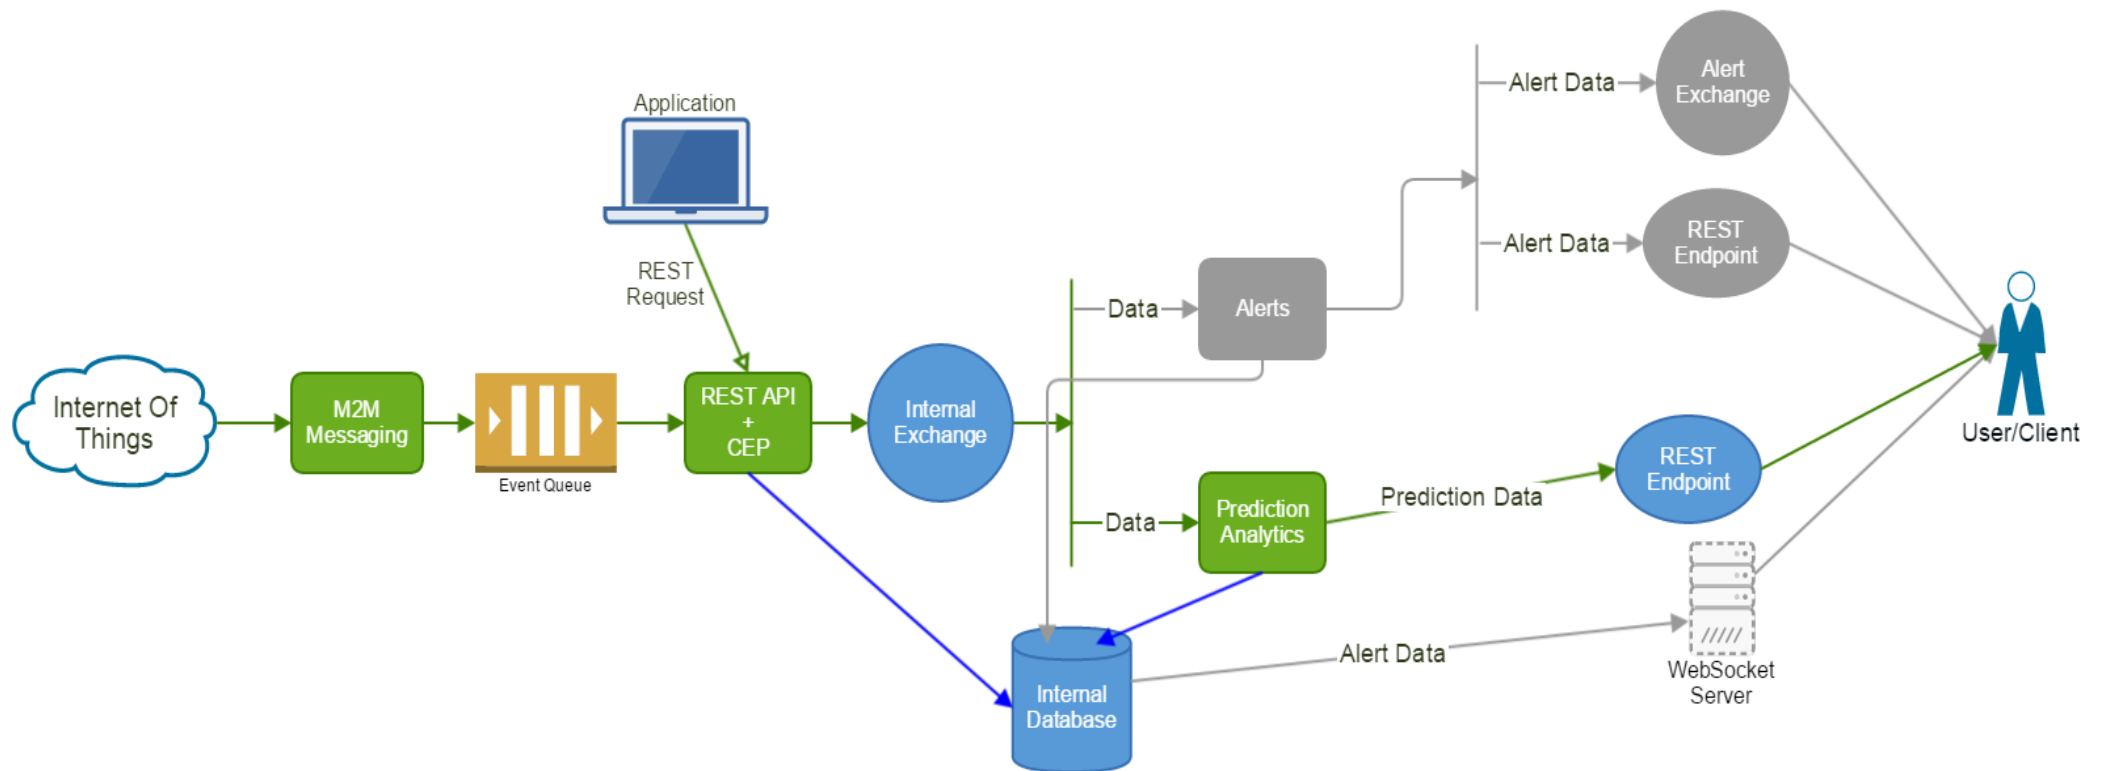 Application
REST
Request
Internet Of
Things
M2M
Messaging
Event Queue
REST API
+
CEP
Internal
Exchange
Data
Alerts
Data
Prediction
Analytics
Internal
Database
Alert Data
Alert
Exchange
Alert Data
REST
Endpoint
Prediction Data
REST
Endpoint
Alert Data
WebSocket
Server
User/Client